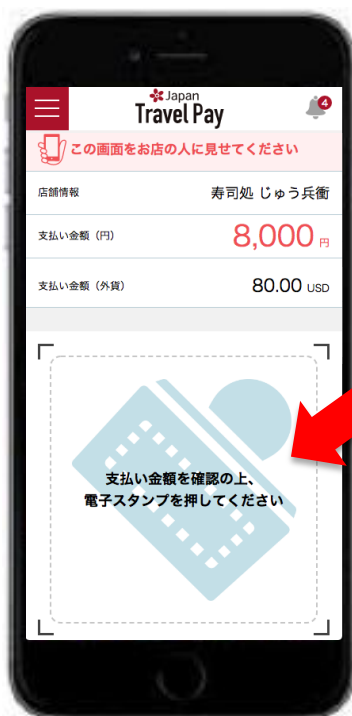 Japan
Travel Pay
4
この画面をお店の人に見せてください
店舗情報 寿司処 じゅう兵衛
支払い金額（円） 8,000 円
支払い金額（外貨） 80.00 USD
支払い金額を確認の上、
電子スタンプを押してください